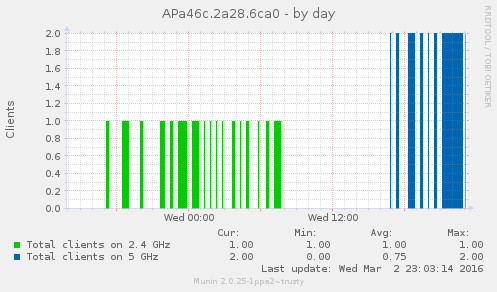 APa46c.2a28.6ca0 - by day
RRDTOOL / TOBI OETIKER
Clients
2.0
1.8
1.6
1.4
1.2
1.0
0.8
0.6
0.4
0.2
0.0
Wed 00:00 Wed 12:00
Cur: Min: Avg: Max:
Total clients on 2.4 GHz 1.00 1.00 1.00 1.00
Total clients on 5 GHz 2.00 0.00 0.75 2.00
Last update: Wed Mar 2 23:03:14 2016
Munin 2.0.25-1ppa2~trusty